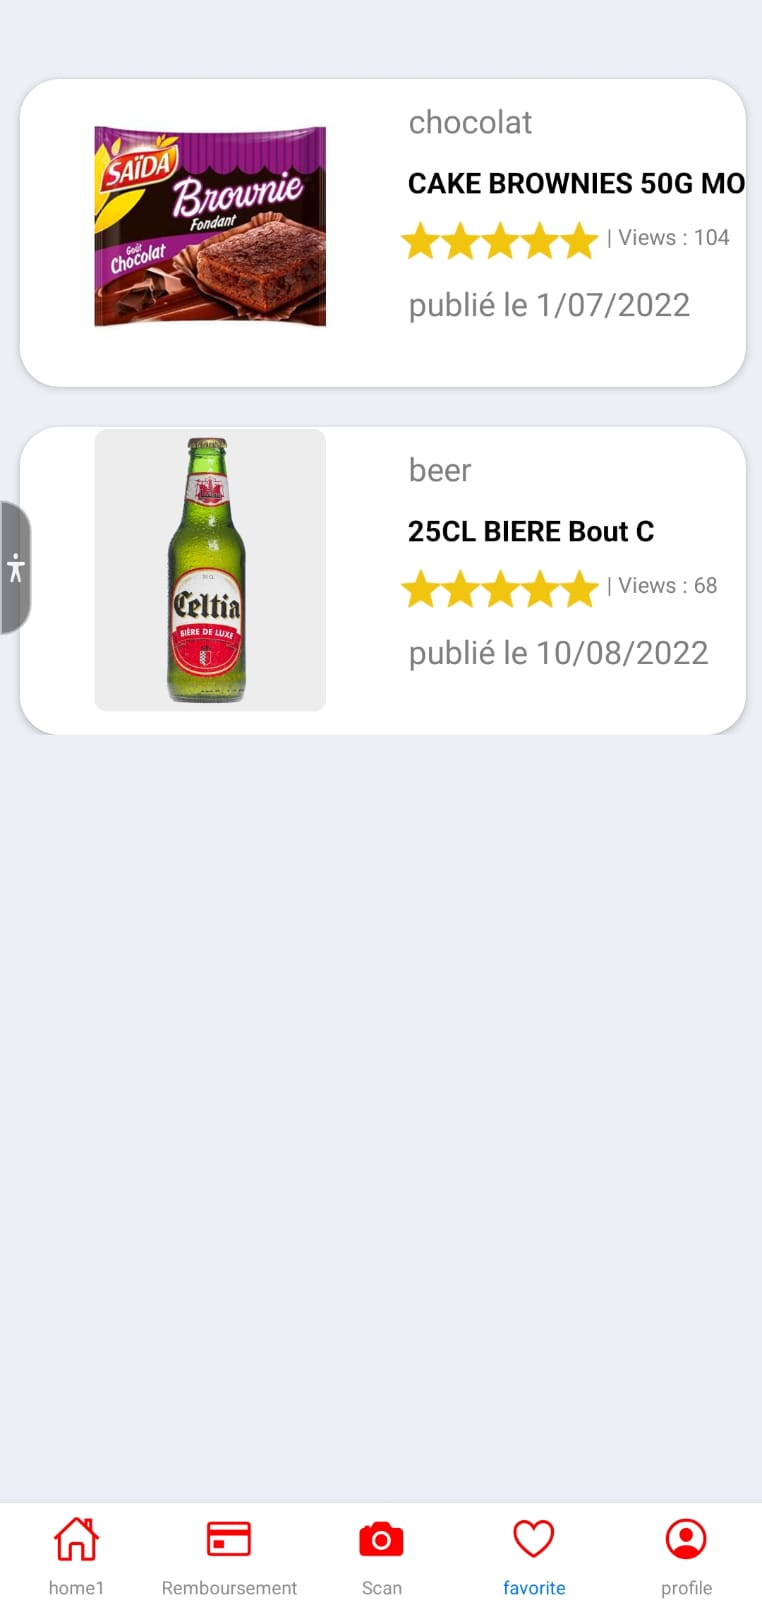 SAÏDA
Brownie
Fondant
Goût
Chocolat
chocolat
CAKE BROWNIES 50G MO
| Views : 104
publié le 1/07/2022
Celtia
BIÈRE DE LUXE
beer
25CL BIERE Bout C
| Views : 68
publié le 10/08/2022
home1
Remboursement
Scan
favorite
profile